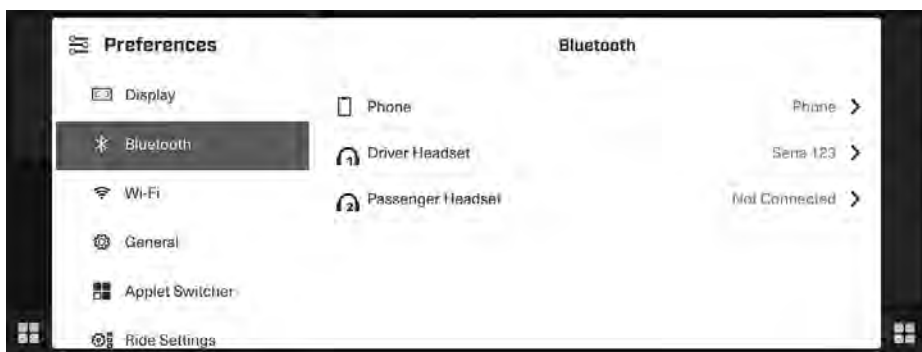 Preferences
Bluetooth
Display
Bluetooth
Wi-Fi
General
Applet Switcher
Ride Settings
Phone Phone
Driver Headset Sena 123
Passenger Headset Not Connected